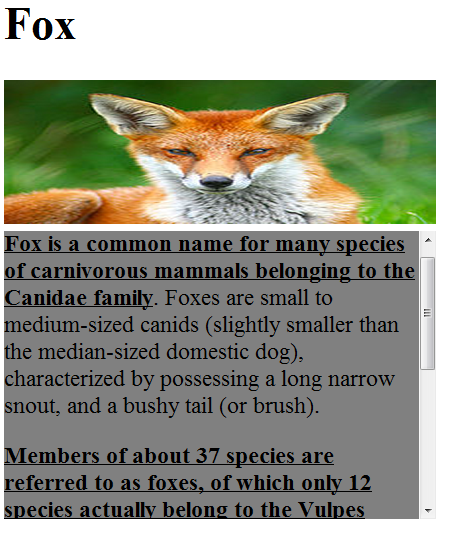 Fox
Fox is a common name for many species
of carnivorous mammals belonging to the
Canidae family. Foxes are small to
medium-sized canids (slightly smaller than
the median-sized domestic dog),
characterized by possessing a long narrow
snout, and a bushy tail (or brush).
Members of about 37 species are
referred to as foxes, of which only 12
species actually belong to the Vulpes